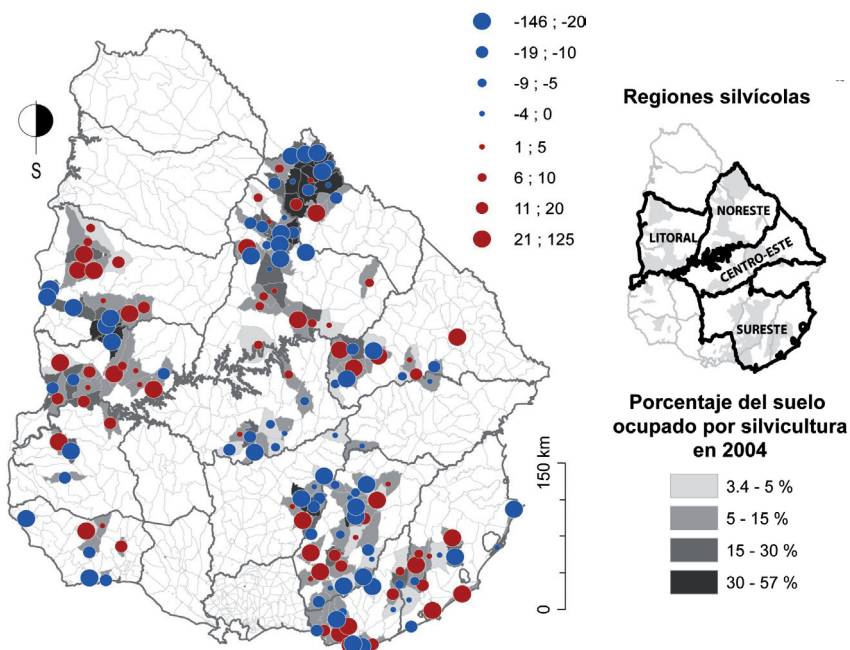 -146 ; -20
-19 ; -10
-9 ; -5
-4 ; 0
1 ; 5
6 ; 10
11 ; 20
21 ; 125
S
Regiones silvícolas
NORESTE
LITORAL
CENTRO-ESTE
SURESTE
Porcentaje del suelo
ocupado por silvicultura
en 2004
3.4 - 5 %
5 - 15 %
15 - 30 %
30 - 57 %
150 km
0